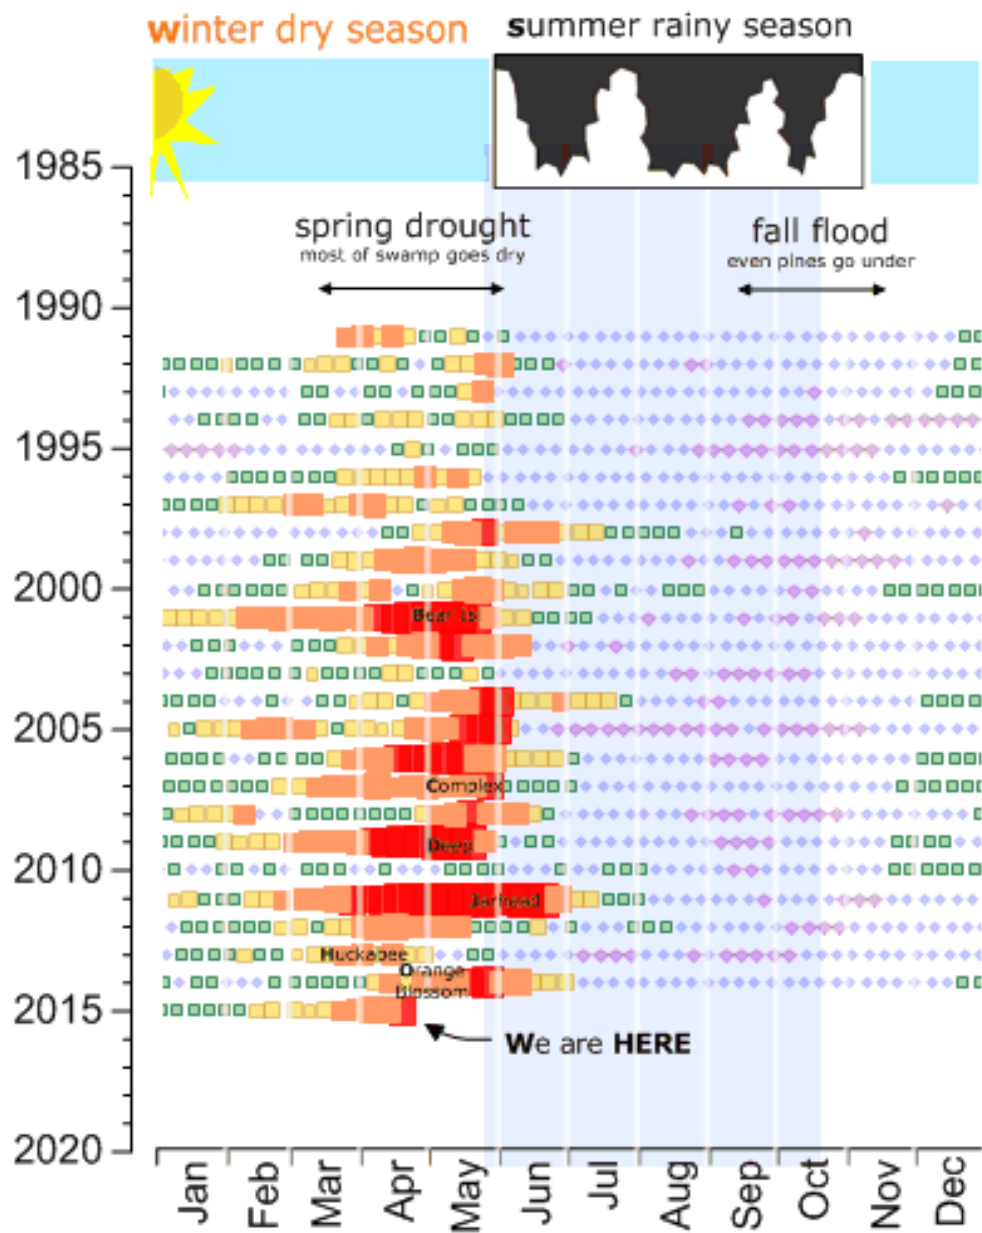 winter dry season
summer rainy season
1985
spring drought
most of swamp goes dry
fall flood
even pines go under
1990
1995
2000
Bear Isl
2005
Complex
Deep
2010
Jarhead
Huckabee
Orange
Blossom
2015
We are HERE
2020
Jan
Feb
Mar
Apr
May
Jun
Jul
Aug
Sep
Oct
Nov
Dec